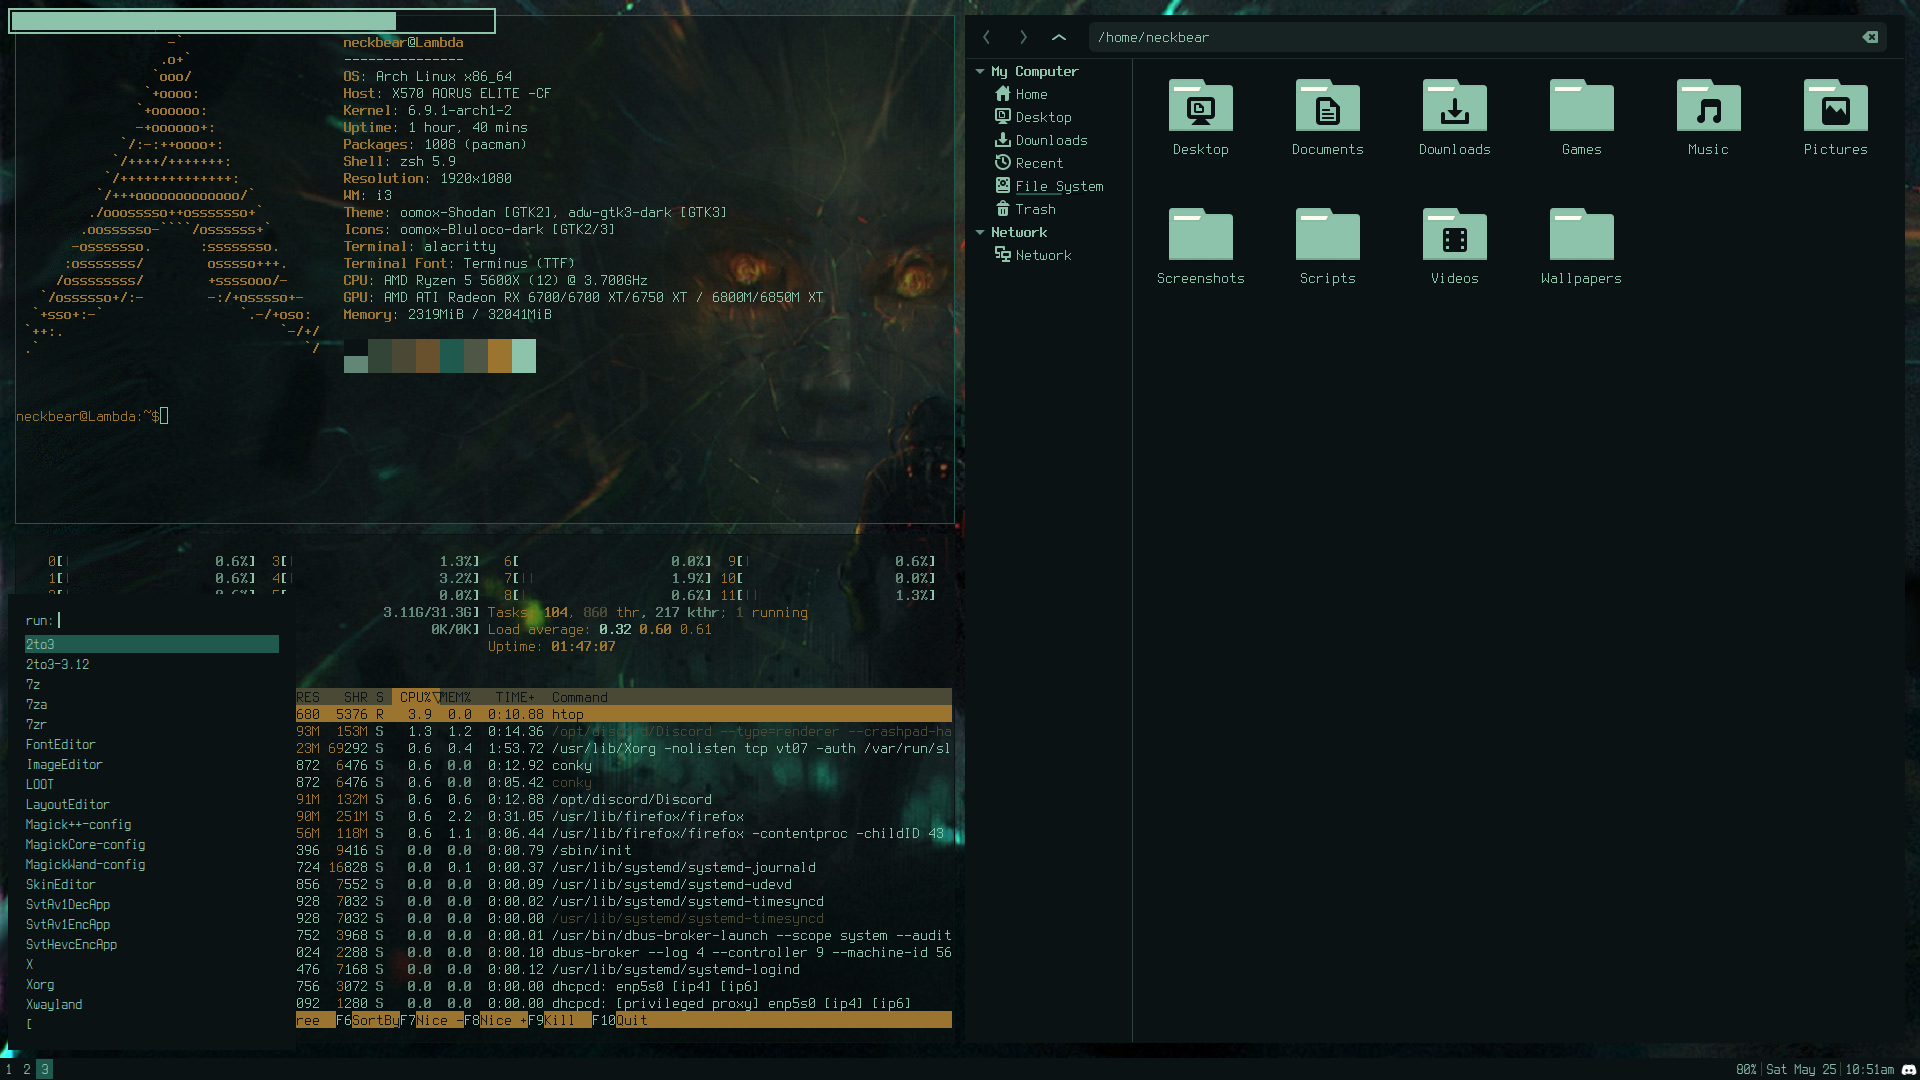 neckbear@Lambda
---------------
OS: Arch Linux x86_64
Host: X570 AORUS ELITE -CF
Kernel: 6.9.1-arch1-2
Uptime: 1 hour, 40 mins
Packages: 1008 (pacman)
Shell: zsh 5.9
Resolution: 1920x1080
WM: i3
Theme: oomox-Shodan [GTK2], adw-gtk3-dark [GTK3]
Icons: oomox-Bluloco-dark [GTK2/3]
Terminal: alacritty
Terminal Font: Terminus (TTF)
CPU: AMD Ryzen 5 5600X (12) @ 3.700GHz
GPU: AMD ATI Radeon RX 6700/6700 XT/6750 XT / 6800M/6850M XT
Memory: 2319MiB / 32041MiB
neckbear@Lambda:~$
/home/neckbear
My Computer
Home
Desktop
Downloads
Recent
File System
Trash
Network
Network
Desktop Documents Downloads Games Music Pictures
Screenshots Scripts Videos Wallpapers
0[| 0.6%] 3[| 1.3%] 6[ 0.0%] 9[| 0.6%]
1[| 0.6%] 4[| 3.2%] 7[|| 1.9%] 10[ 0.0%]
0.0%] 8[| 0.6%] 11[|| 1.3%]
3.11G/31.3G] Tasks: 104, 860 thr, 217 kthr; 1 running
0K/0K] Load average: 0.32 0.60 0.61
Uptime: 01:47:07
RES SHR S CPU%▽MEM% TIME+ Command
680 5376 R 3.9 0.0 0:10.88 htop
93M 153M S 1.3 1.2 0:14.36 /opt/discord/Discord --type=renderer --crashpad-ha
23M 69292 S 0.6 0.4 1:53.72 /usr/lib/Xorg -nolisten tcp vt07 -auth /var/run/sl
872 6476 S 0.6 0.0 0:12.92 conky
872 6476 S 0.6 0.0 0:05.42 conky
91M 132M S 0.6 0.6 0:12.88 /opt/discord/Discord
90M 251M S 0.6 2.2 0:31.05 /usr/lib/firefox/firefox
56M 118M S 0.6 1.1 0:06.44 /usr/lib/firefox/firefox -contentproc -childID 43
396 9416 S 0.0 0.0 0:00.79 /sbin/init
724 16828 S 0.0 0.1 0:00.37 /usr/lib/systemd/systemd-journald
856 7552 S 0.0 0.0 0:00.09 /usr/lib/systemd/systemd-udevd
928 7032 S 0.0 0.0 0:00.02 /usr/lib/systemd/systemd-timesyncd
928 7032 S 0.0 0.0 0:00.00 /usr/lib/systemd/systemd-timesyncd
752 3968 S 0.0 0.0 0:00.01 /usr/bin/dbus-broker-launch --scope system --audit
024 2288 S 0.0 0.0 0:00.10 dbus-broker --log 4 --controller 9 --machine-id 56
476 7168 S 0.0 0.0 0:00.12 /usr/lib/systemd/systemd-logind
756 3072 S 0.0 0.0 0:00.00 dhcpcd: enp5s0 [ip4] [ip6]
092 1280 S 0.0 0.0 0:00.00 dhcpcd: [privileged proxy] enp5s0 [ip4] [ip6]
ree F6SortByF7Nice -F8Nice +F9Kill F10Quit
run:
2to3
2to3-3.12
7z
7za
7zr
FontEditor
ImageEditor
LOOT
LayoutEditor
Magick++-config
MagickCore-config
MagickWand-config
SkinEditor
SvtAv1DecApp
SvtAv1EncApp
SvtHevcEncApp
X
Xorg
Xwayland
[
1 2 3
80% Sat May 25 10:51am